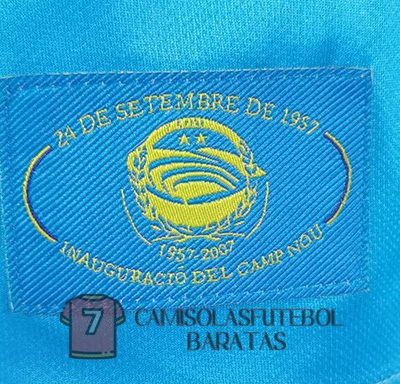 24 DE SETEMBRE DE 1957
1957-2007
INAUGURACIÓ DEL CAMP NOU
7
CAMISOLASFUTEBOL
BARATAS